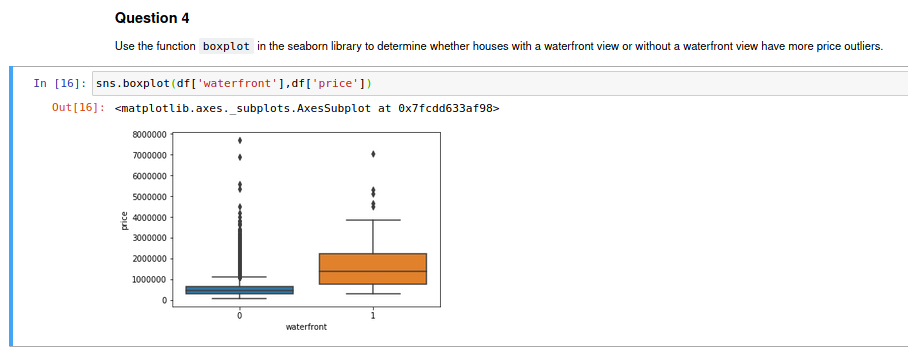 Question 4
Use the function boxplot in the seaborn library to determine whether houses with a waterfront view or without a waterfront view have more price outliers.
In [16]: sns.boxplot(df['waterfront'],df['price'])
Out[16]: <matplotlib.axes._subplots.AxesSubplot at 0x7fcdd633af98>
8000000
7000000
6000000
5000000
4000000
3000000
2000000
1000000
0
price
0 1
waterfront